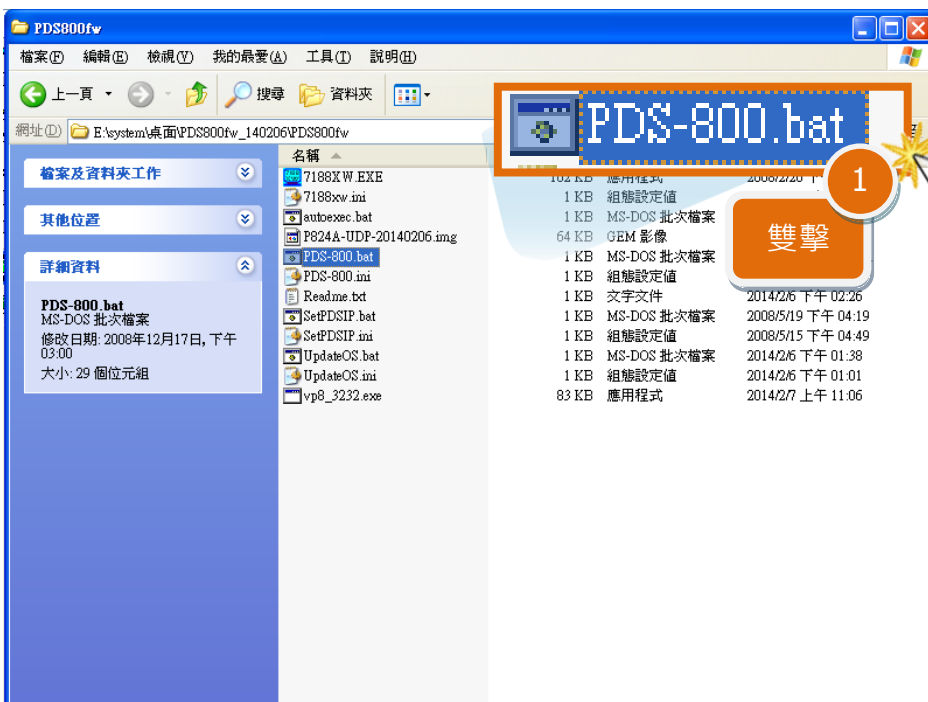 PDS800fw
檔案(F) 編輯(E) 檢視(V) 我的最愛(A) 工具(T) 說明(H)
上一頁 搜尋 資料夾
網址(D) E:\system\桌面\PDS800fw_140206\PDS800fw
PDS-800.bat
1
雙擊
檔案及資料夾工作
其他位置
詳細資料
PDS-800.bat
MS-DOS 批次檔案
修改日期: 2008年12月17日, 下午
03:00
大小: 29 個位元組
名稱
7188XW.EXE 102 KB 應用程式
7188xw.ini 1 KB 組態設定值
autoexec.bat 1 KB MS-DOS 批次檔案
P824A-UDP-20140206.img 64 KB GEM 影像
PDS-800.bat 1 KB MS-DOS 批次檔案
PDS-800.ini 1 KB 組態設定值
Readme.txt 1 KB 文字文件 2014/2/6 下午 02:26
SetPDSIP.bat 1 KB MS-DOS 批次檔案 2008/5/19 下午 04:19
SetPDSIP.ini 1 KB 組態設定值 2008/5/15 下午 04:49
UpdateOS.bat 1 KB MS-DOS 批次檔案 2014/2/6 下午 01:38
UpdateOS.ini 1 KB 組態設定值 2014/2/6 下午 01:01
vp8_3232.exe 83 KB 應用程式 2014/2/7 上午 11:06